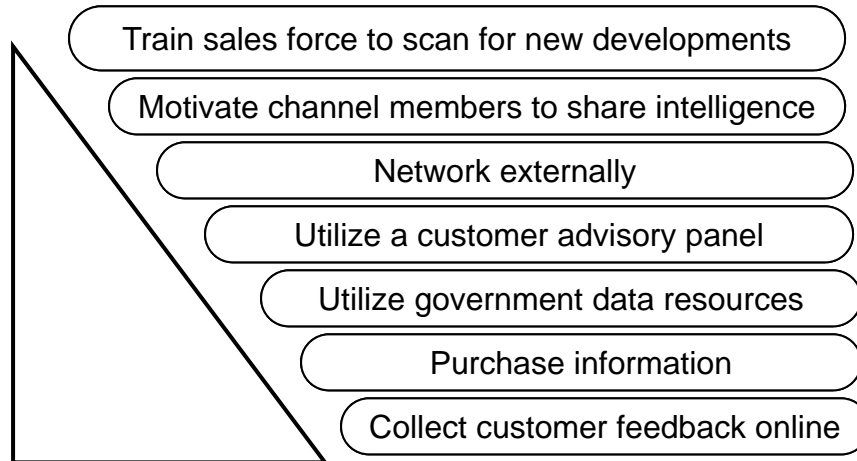 Train sales force to scan for new developments
Motivate channel members to share intelligence
Network externally
Utilize a customer advisory panel
Utilize government data resources
Purchase information
Collect customer feedback online